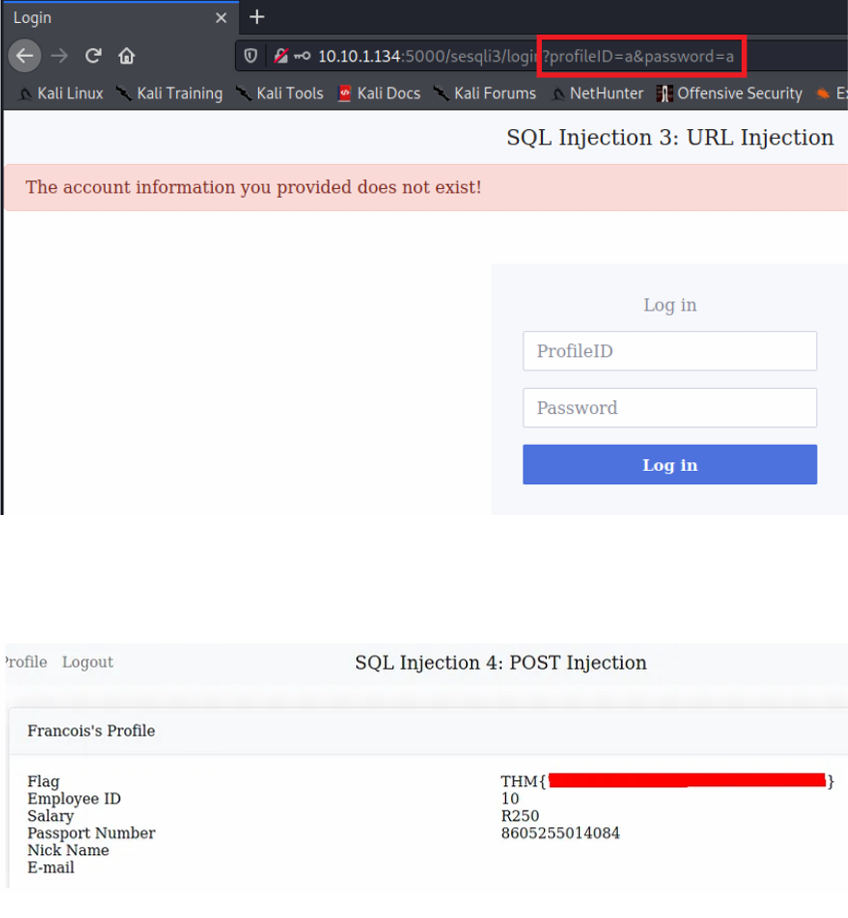 Login
10.10.1.134:5000/sesqli3/login?profileID=a&password=a
Kali Linux Kali Training Kali Tools Kali Docs Kali Forums NetHunter Offensive Security
SQL Injection 3: URL Injection
The account information you provided does not exist!
Log in
ProfileID
Password
Log in
Profile Logout SQL Injection 4: POST Injection
Francois's Profile
Flag THM{ }
Employee ID 10
Salary R250
Passport Number 8605255014084
Nick Name
E-mail